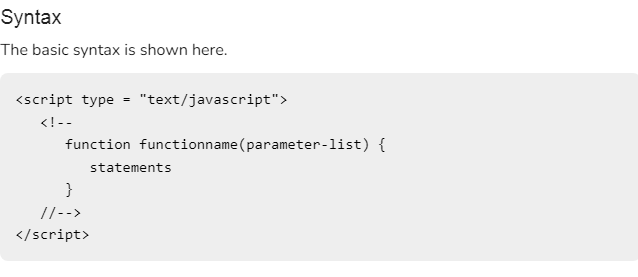 Syntax
The basic syntax is shown here.
<script type = "text/javascript">
   <!--
      function functionname(parameter-list) {
         statements
      }
   //-->
</script>